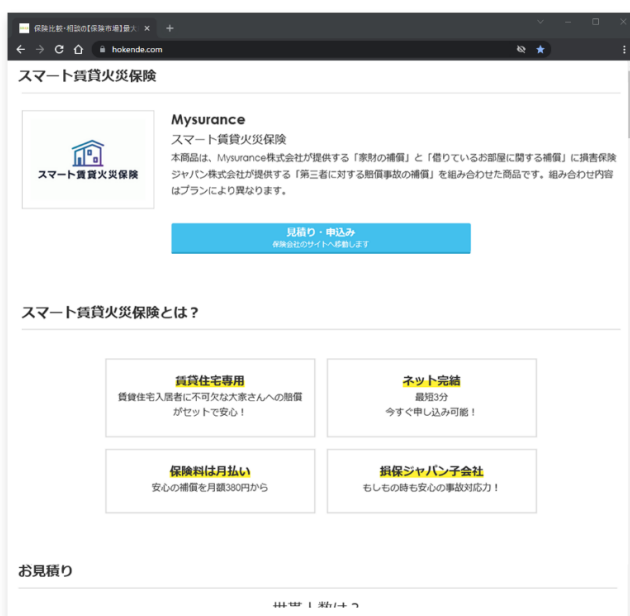 保険比較・相談の【保険市場】最大
hokende.com
スマート賃貸火災保険
スマート賃貸火災保険
Mysurance
スマート賃貸火災保険
本商品は、Mysurance株式会社が提供する「家財の補償」と「借りているお部屋に関する補償」に損害保険
ジャパン株式会社が提供する「第三者に対する賠償事故の補償」を組み合わせた商品です。組み合わせ内容
はプランにより異なります。
見積り・申込み
保険会社のサイトへ移動します
スマート賃貸火災保険とは？
賃貸住宅専用
賃貸住宅入居者に不可欠な大家さんへの賠償
がセットで安心！
ネット完結
最短3分
今すぐ申し込み可能！
保険料は月払い
安心の補償を月額380円から
損保ジャパン子会社
もしもの時も安心の事故対応力！
お見積り
世帯人数は？